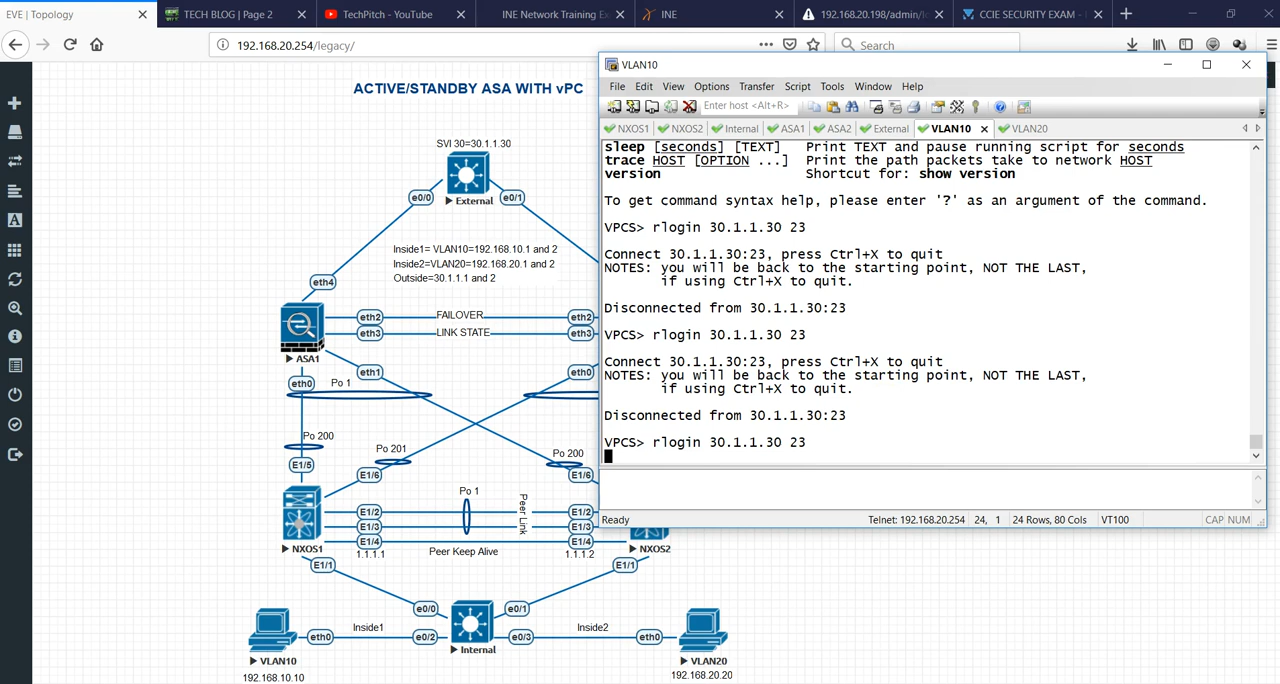 EVE | Topology
TECH BLOG | Page 2
TechPitch - YouTube
INE Network Training Ex
INE
192.168.20.198/admin/lo
CCIE SECURITY EXAM -
192.168.20.254/legacy/
Search
ACTIVE/STANDBY ASA WITH vPC
SVI 30=30.1.1.30
e0/0
External
e0/1
Inside1= VLAN10=192.168.10.1 and 2
Inside2=VLAN20=192.168.20.1 and 2
Outside=30.1.1.1 and 2
eth4
eth2
FAILOVER
eth2
eth3
LINK STATE
eth3
ASA1
eth1
eth0
eth0
Po 1
Po 200
Po 201
Po 200
E1/5
E1/6
E1/6
Po 1
Peer Link
E1/2
E1/2
E1/3
E1/3
E1/4
E1/4
NXOS1
1.1.1.1
Peer Keep Alive
1.1.1.2
NXOS2
E1/1
E1/1
e0/0
e0/1
Inside1
Inside2
eth0
e0/2
e0/3
eth0
Internal
VLAN10
VLAN20
192.168.10.10
192.168.20.20
VLAN10
File Edit View Options Transfer Script Tools Window Help
Enter host <Alt+R>
NXOS1 NXOS2 Internal ASA1 ASA2 External VLAN10 VLAN20
sleep [seconds] [TEXT] Print TEXT and pause running script for seconds
trace HOST [OPTION ...] Print the path packets take to network HOST
version Shortcut for: show version
To get command syntax help, please enter '?' as an argument of the command.
VPCS> rlogin 30.1.1.30 23
Connect 30.1.1.30:23, press Ctrl+X to quit
NOTES: you will be back to the starting point, NOT THE LAST,
if using Ctrl+X to quit.
Disconnected from 30.1.1.30:23
VPCS> rlogin 30.1.1.30 23
Connect 30.1.1.30:23, press Ctrl+X to quit
NOTES: you will be back to the starting point, NOT THE LAST,
if using Ctrl+X to quit.
Disconnected from 30.1.1.30:23
VPCS> rlogin 30.1.1.30 23
Ready
Telnet: 192.168.20.254
24, 1
24 Rows, 80 Cols
VT100
CAP NUM